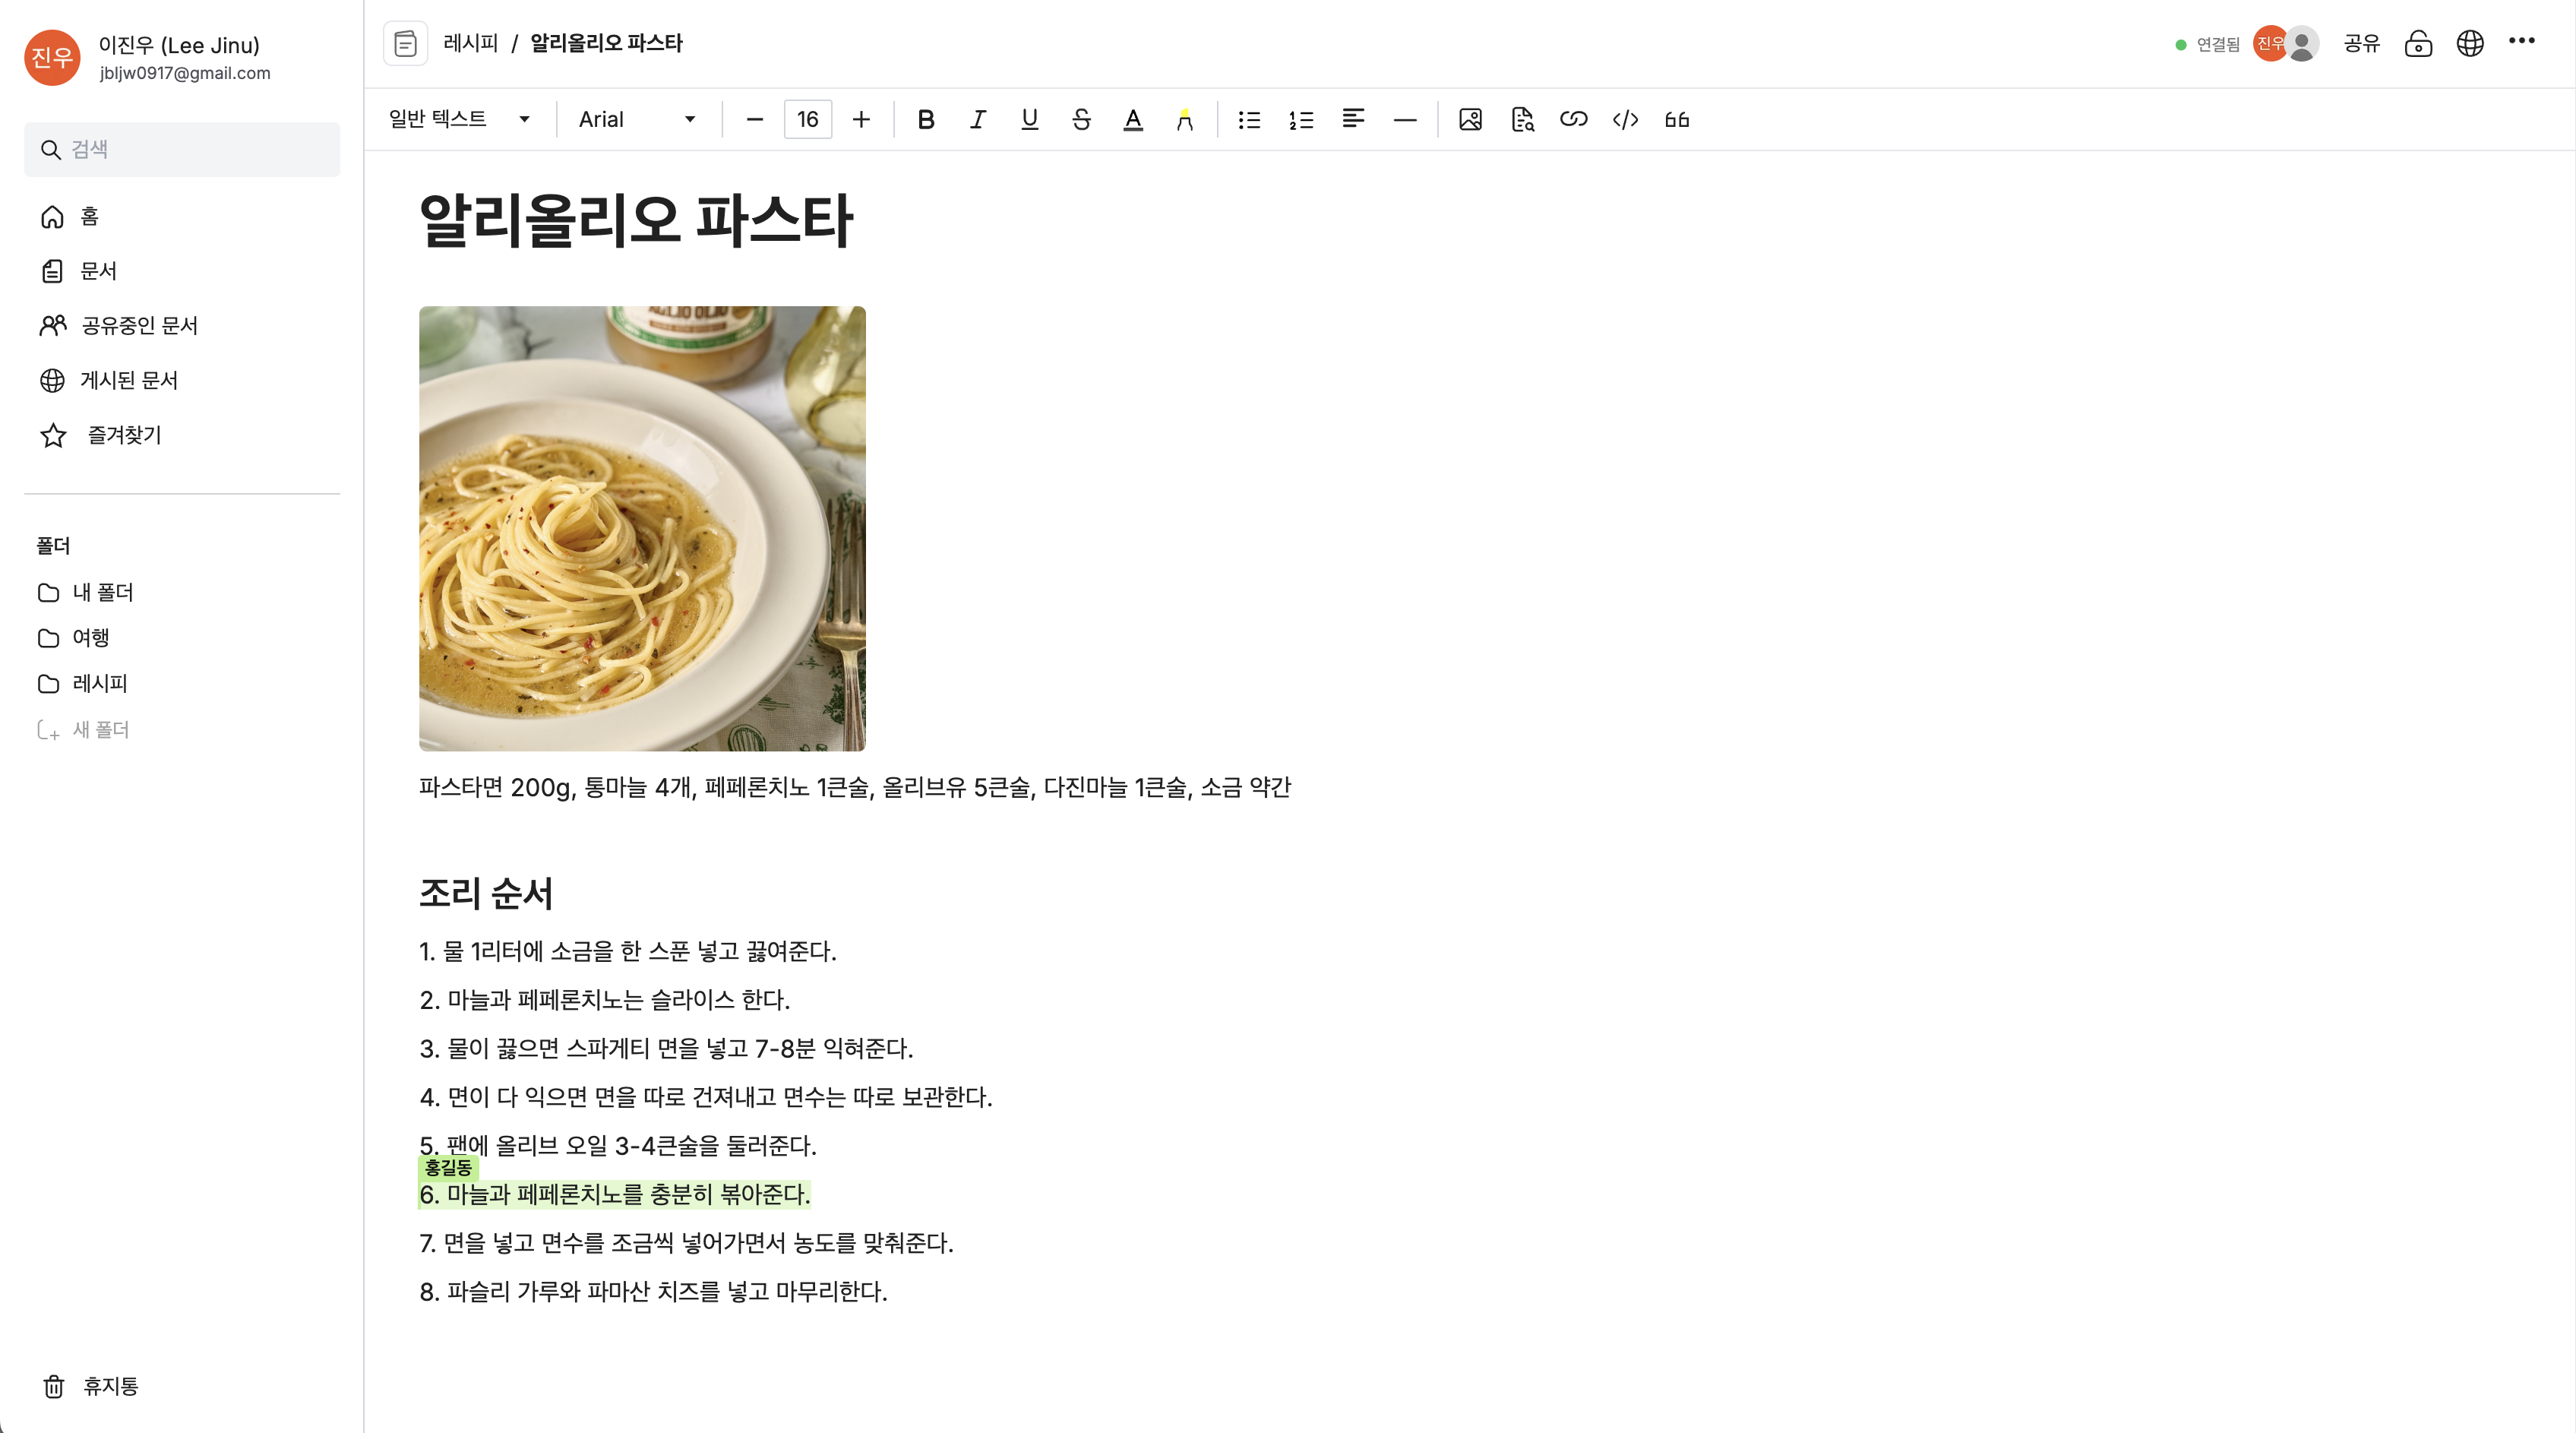 진우
이진우 (Lee Jinu)
jbljw0917@gmail.com
검색
홈
문서
공유중인 문서
게시된 문서
즐겨찾기
폴더
내 폴더
여행
레시피
새 폴더
휴지통
레시피 / 알리올리오 파스타
연결됨
진우
공유
일반 텍스트
Arial
16
알리올리오 파스타
파스타면 200g, 통마늘 4개, 페페론치노 1큰술, 올리브유 5큰술, 다진마늘 1큰술, 소금 약간
조리 순서
1. 물 1리터에 소금을 한 스푼 넣고 끓여준다.
2. 마늘과 페페론치노는 슬라이스 한다.
3. 물이 끓으면 스파게티 면을 넣고 7-8분 익혀준다.
4. 면이 다 익으면 면을 따로 건져내고 면수는 따로 보관한다.
5. 팬에 올리브 오일 3-4큰술을 둘러준다.
홍길동
6. 마늘과 페페론치노를 충분히 볶아준다.
7. 면을 넣고 면수를 조금씩 넣어가면서 농도를 맞춰준다.
8. 파슬리 가루와 파마산 치즈를 넣고 마무리한다.